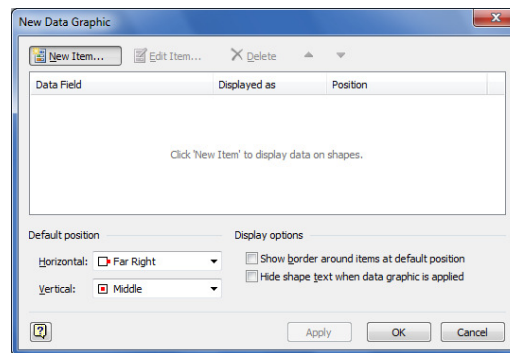 New Data Graphic
New Item... Edit Item... Delete
Data Field Displayed as Position
Click 'New Item' to display data on shapes.
Default position Display options
Horizontal: Far Right Show border around items at default position
Vertical: Middle Hide shape text when data graphic is applied
Apply OK Cancel